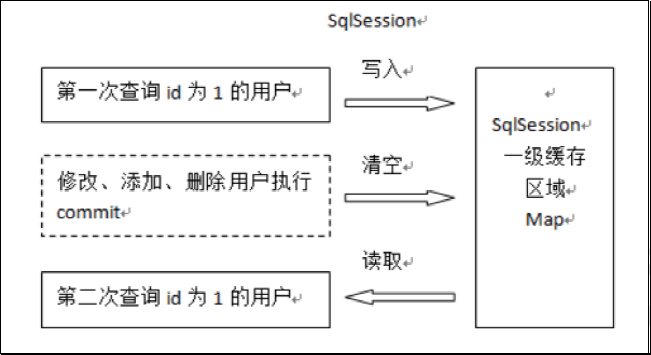 SqlSession
第一次查询 id 为 1 的用户
写入
修改、添加、删除用户执行
commit
清空
第二次查询 id 为 1 的用户
读取
SqlSession
一级缓存
区域
Map